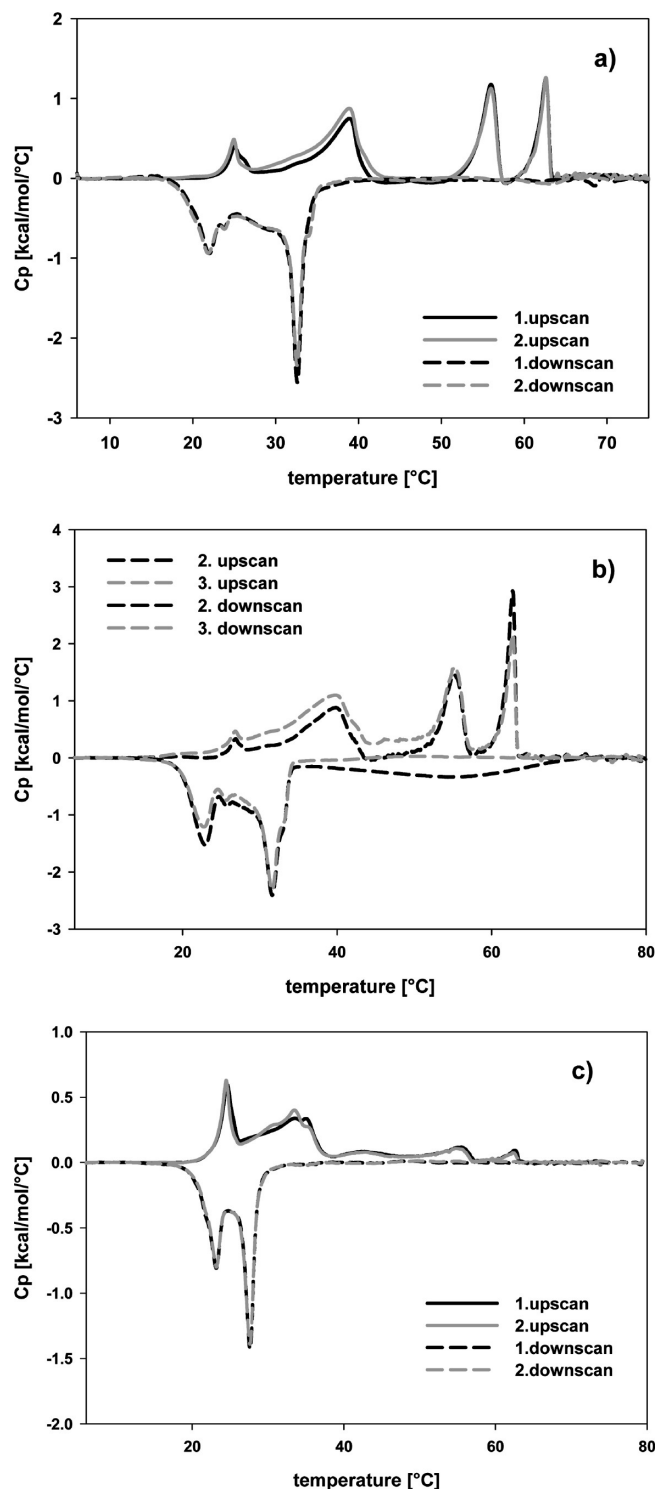 a)
2
1
0
-1
-2
-3
Cp [kcal/mol/°C]
1.upscan
2.upscan
1.downscan
2.downscan
10 20 30 40 50 60 70
temperature [°C]
b)
4
3
2
1
0
-1
-2
-3
Cp [kcal/mol/°C]
2. upscan
3. upscan
2. downscan
3. downscan
20 40 60 80
temperature [°C]
c)
1.0
0.5
0.0
-0.5
-1.0
-1.5
-2.0
Cp [kcal/mol/°C]
1.upscan
2.upscan
1.downscan
2.downscan
20 40 60 80
temperature [°C]